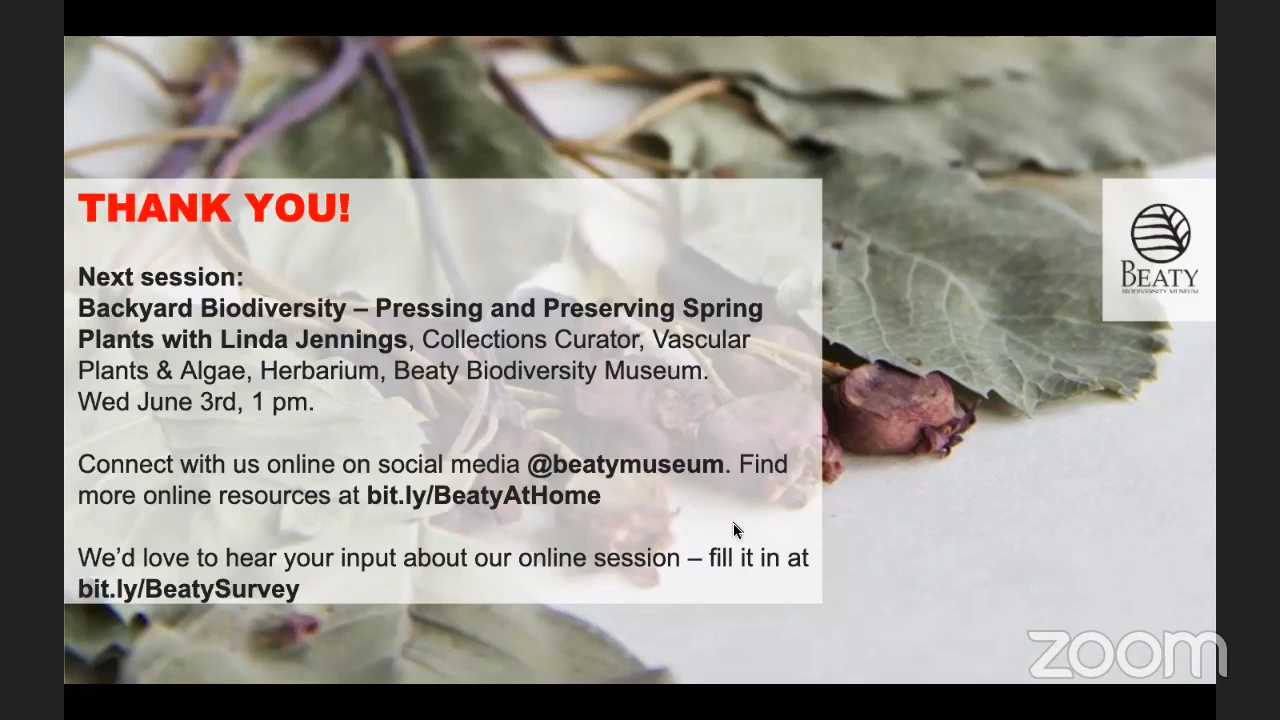 THANK YOU!
Next session:
Backyard Biodiversity – Pressing and Preserving Spring
Plants with Linda Jennings, Collections Curator, Vascular
Plants & Algae, Herbarium, Beaty Biodiversity Museum.
Wed June 3rd, 1 pm.
Connect with us online on social media @beatymuseum. Find
more online resources at bit.ly/BeatyAtHome
We’d love to hear your input about our online session – fill it in at
bit.ly/BeatySurvey
BEATY
BIODIVERSITY MUSEUM
zoom